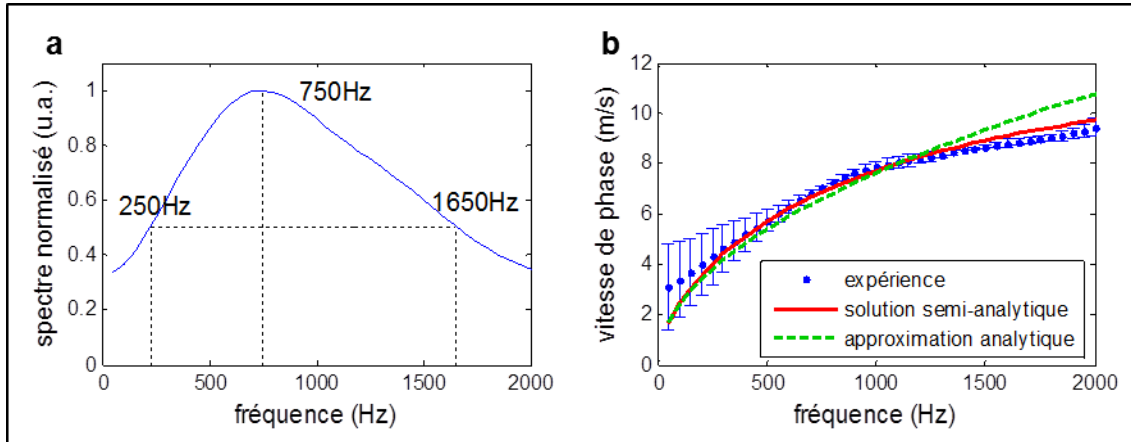 a
1
0.8
0.6
0.4
0.2
0
0
500
1000
1500
2000
spectre normalisé (u.a.)
fréquence (Hz)
750Hz
250Hz
1650Hz
b
12
10
8
6
4
2
0
0
500
1000
1500
2000
vitesse de phase (m/s)
fréquence (Hz)
expérience
solution semi-analytique
approximation analytique